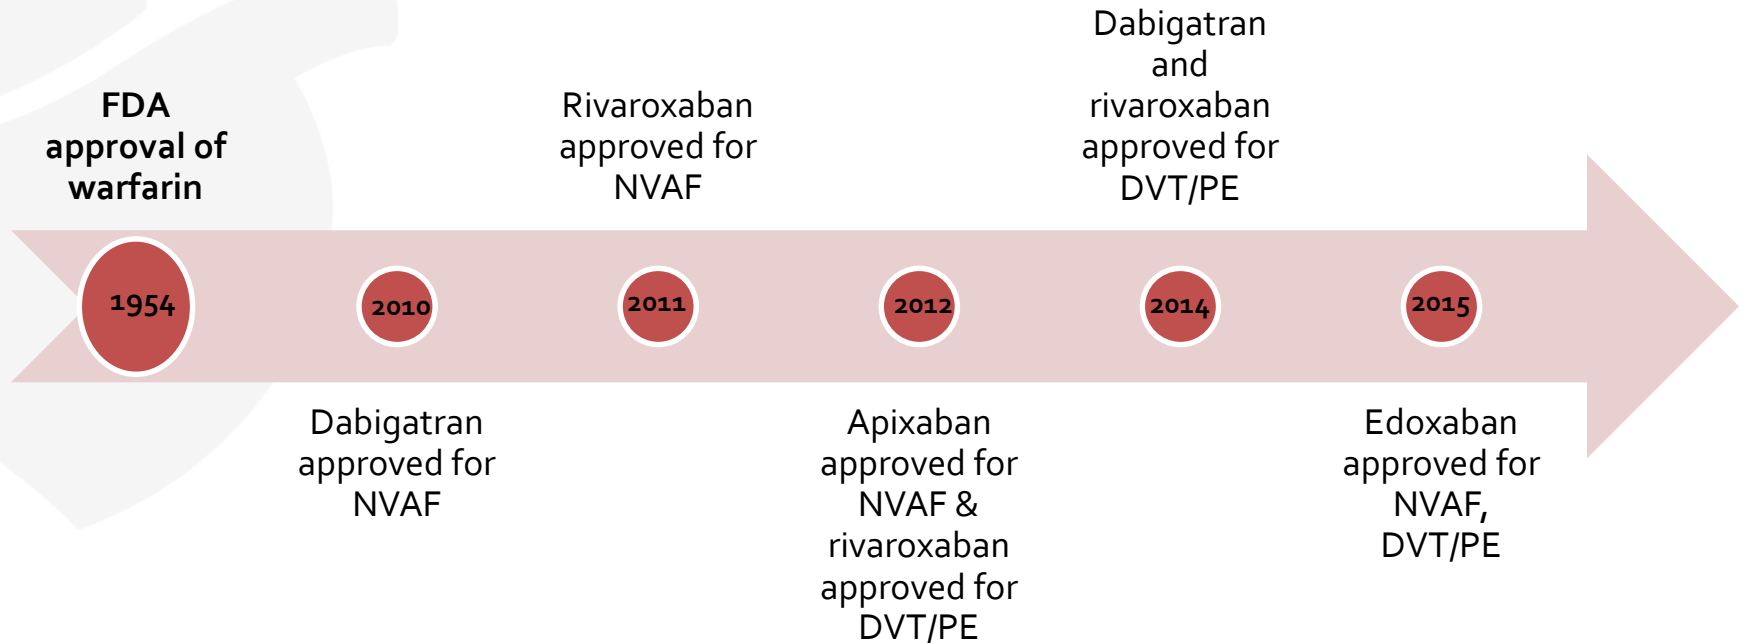 FDA
approval of
warfarin
1954
2010
Dabigatran
approved for
NVAF
Rivaroxaban
approved for
NVAF
2011
2012
Apixaban
approved for
NVAF &
rivaroxaban
approved for
DVT/PE
Dabigatran
and
rivaroxaban
approved for
DVT/PE
2014
2015
Edoxaban
approved for
NVAF,
DVT/PE